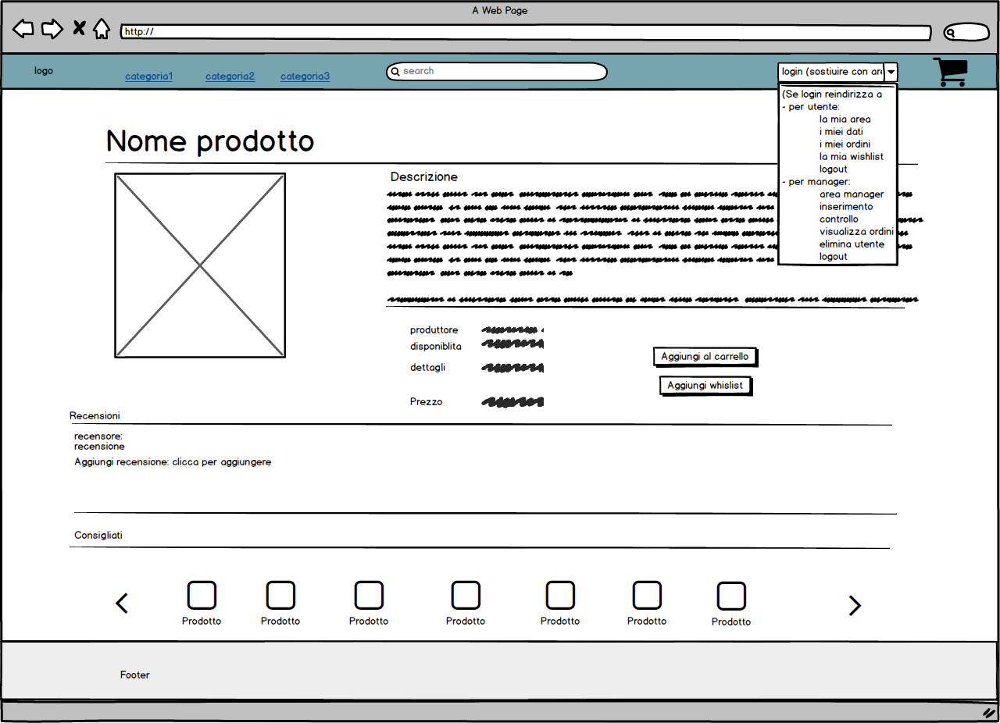 A Web Page
http://
logo
categoria1
categoria2
categoria3
search
login (sostiuire con are
(Se login reindirizza a
- per utente:
la mia area
i miei dati
i miei ordini
la mia wishlist
logout
- per manager:
area manager
inserimento
controllo
visualizza ordini
elimina utente
logout
Nome prodotto
Descrizione
produttore
disponiblita
dettagli
Prezzo
Aggiungi al carrello
Aggiungi whislist
Recensioni
recensore:
recensione
Aggiungi recensione: clicca per aggiungere
Consigliati
Prodotto
Prodotto
Prodotto
Prodotto
Prodotto
Prodotto
Prodotto
Footer